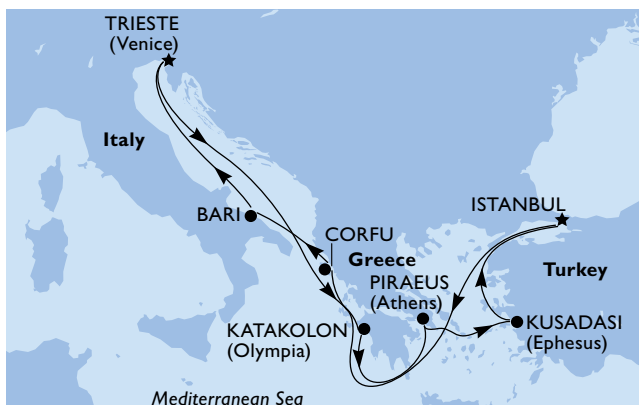 TRIESTE
(Venice)
Italy
ISTANBUL
BARI
CORFU
Greece
Turkey
PIRAEUS
(Athens)
KATAKOLON
(Olympia)
KUSADASI
(Ephesus)
Mediterranean Sea